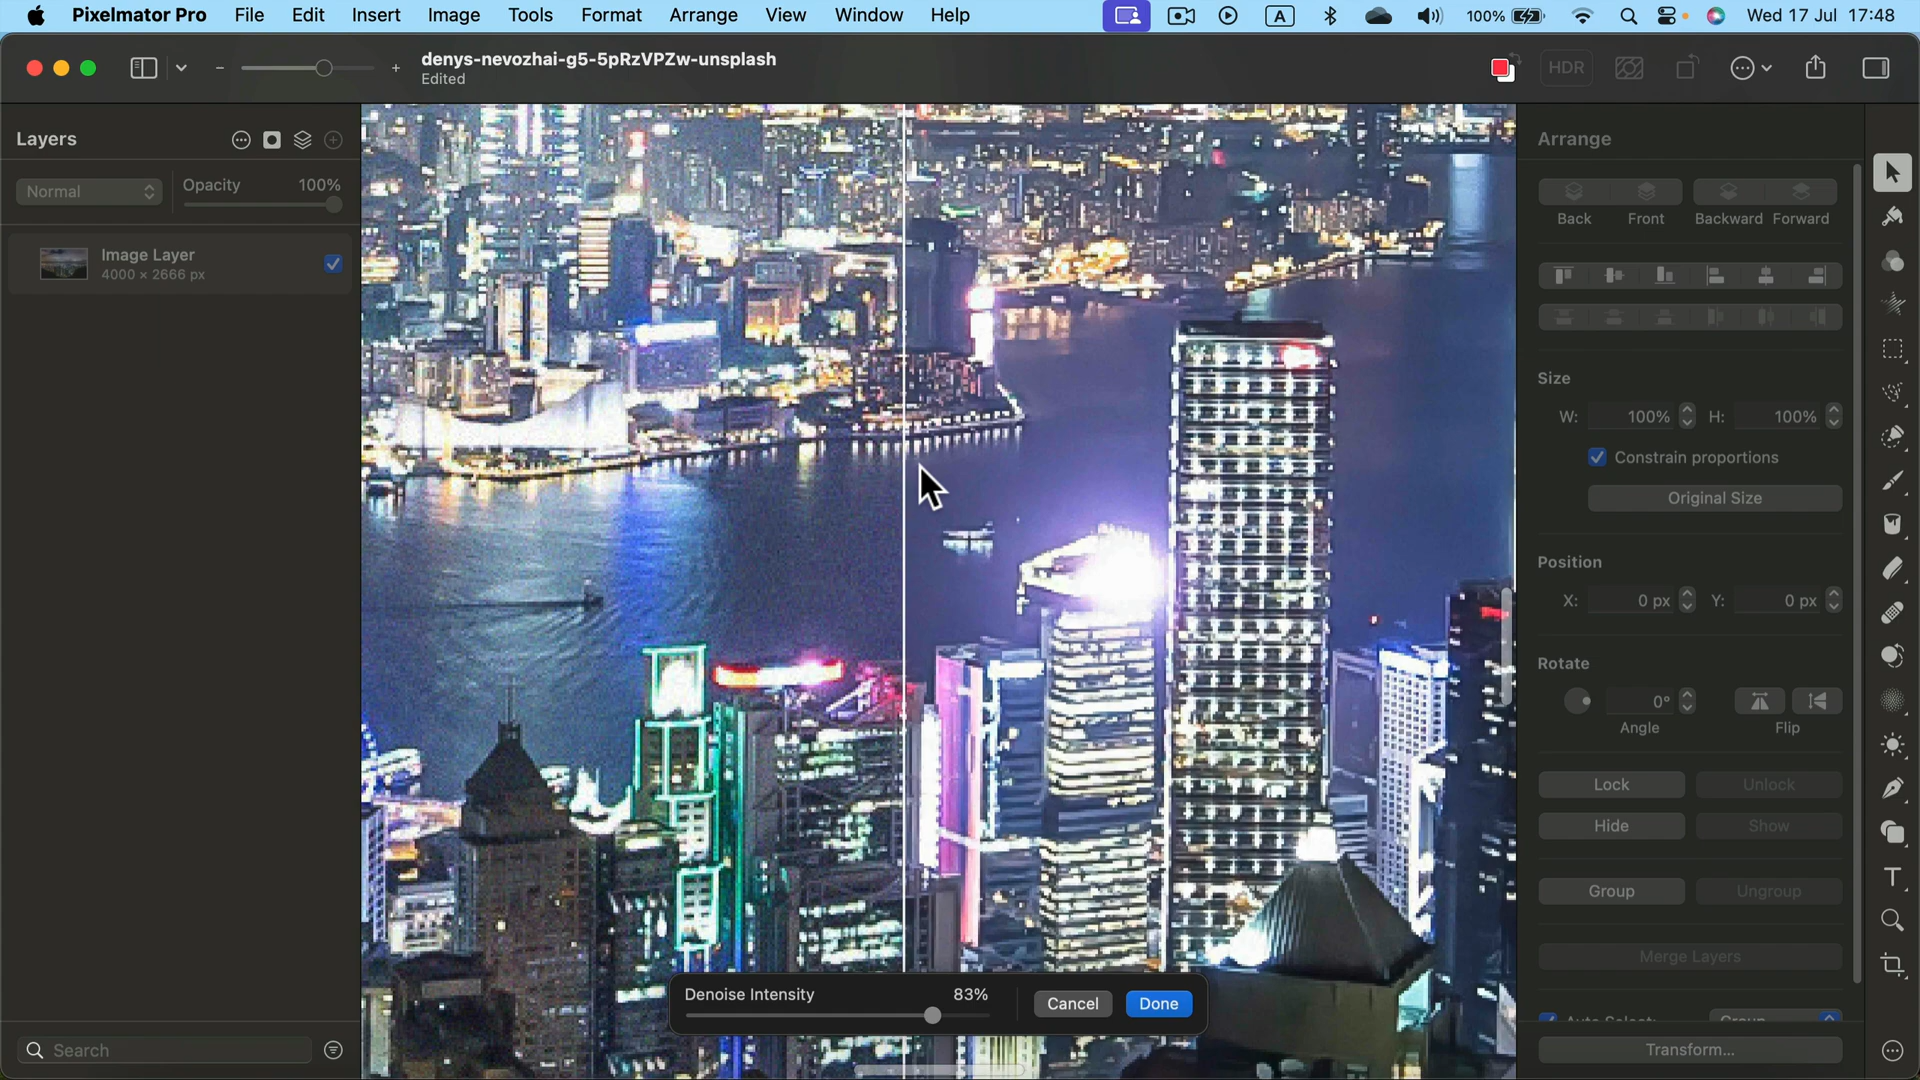 Pixelmator Pro File Edit Insert Image Tools Format Arrange View Window Help A 100% Wed 17 Jul 17:48
denys-nevozhai-g5-5pRzVPZw-unsplash
Edited
HDR
Layers
Normal
Opacity 100%
Image Layer
4000 × 2666 px
Search
Denoise Intensity 83%
Cancel
Done
Arrange
Back Front Backward Forward
Size
W: 100% H: 100%
Constrain proportions
Original Size
Position
X: 0 px Y: 0 px
Rotate
0°
Angle Flip
Lock Unlock
Hide Show
Group Ungroup
Merge Layers
Auto Select: Group
Transform...